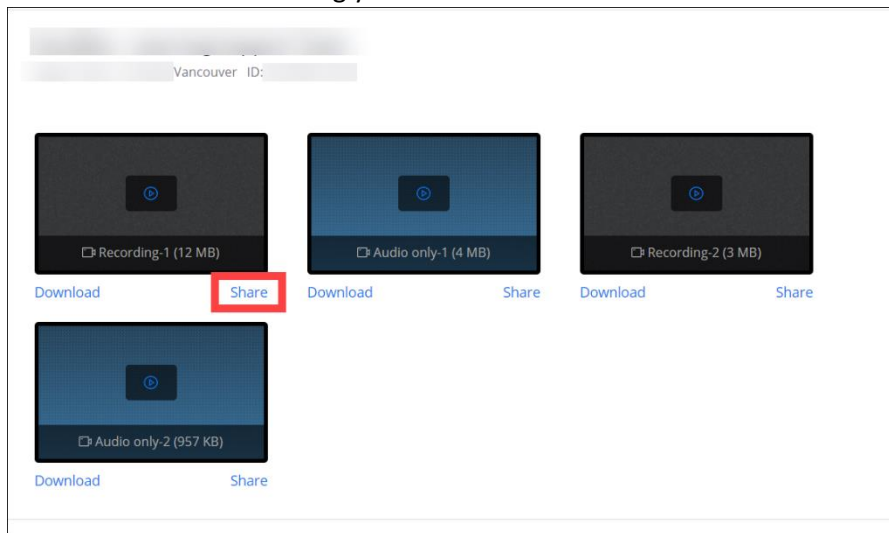 Vancouver ID:
Recording-1 (12 MB)
Audio only-1 (4 MB)
Recording-2 (3 MB)
Download Share
Download Share
Download Share
Audio only-2 (957 KB)
Download Share